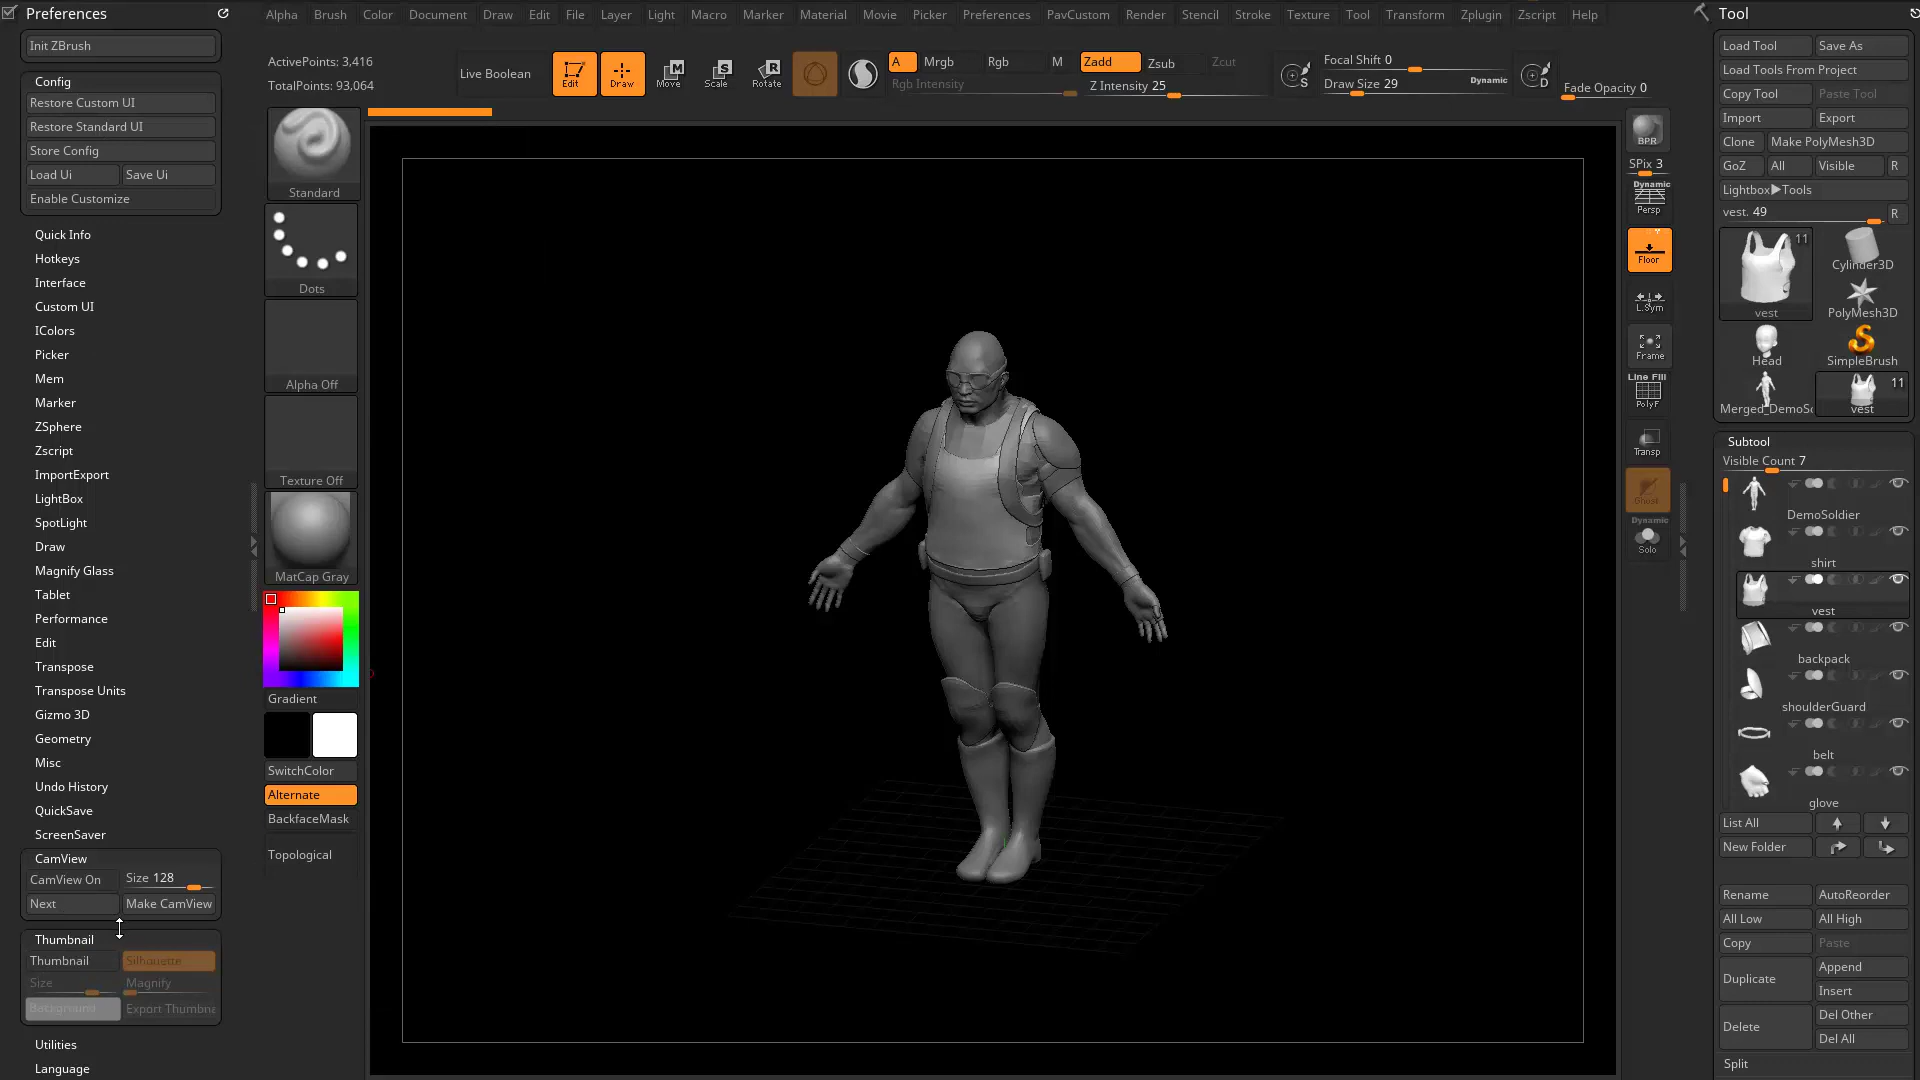 Preferences
Init ZBrush
Config
Restore Custom UI
Restore Standard UI
Store Config
Load Ui
Save Ui
Enable Customize
Quick Info
Hotkeys
Interface
Custom UI
IColors
Picker
Mem
Marker
ZSphere
Zscript
ImportExport
LightBox
SpotLight
Draw
Magnify Glass
Tablet
Performance
Edit
Transpose
Transpose Units
Gizmo 3D
Geometry
Misc
Undo History
QuickSave
ScreenSaver
CamView
CamView On
Size 128
Next
Make CamView
Thumbnail
Thumbnail
Silhouette
Size
Magnify
Background
Export Thumbna
Utilities
Language
Alpha Brush Color Document Draw Edit File Layer Light Macro Marker Material Movie Picker Preferences PavCustom Render Stencil Stroke Texture Tool Transform Zplugin Zscript Help
ActivePoints: 3,416
TotalPoints: 93,064
Live Boolean
Edit
Draw
M
Move
S
Scale
R
Rotate
A
Mrgb
Rgb
M
Zadd
Zsub
Zcut
Rgb Intensity
Z Intensity 25
S
Focal Shift 0
Draw Size 29
Dynamic
D
Fade Opacity 0
Standard
Dots
Alpha Off
Texture Off
MatCap Gray
Gradient
SwitchColor
Alternate
BackfaceMask
Topological
BPR
SPix 3
Dynamic
Persp
Floor
L.Sym
Frame
Line Fill
PolyF
Transp
Ghost
Dynamic
Solo
Tool
Load Tool
Save As
Load Tools From Project
Copy Tool
Paste Tool
Import
Export
Clone
Make PolyMesh3D
GoZ
All
Visible
R
Lightbox▶Tools
vest. 49
R
11
vest
Cylinder3D
PolyMesh3D
Head
SimpleBrush
Merged_DemoSo
11
vest
Subtool
Visible Count 7
DemoSoldier
shirt
vest
backpack
shoulderGuard
belt
glove
List All
New Folder
Rename
AutoReorder
All Low
All High
Copy
Paste
Duplicate
Append
Insert
Delete
Del Other
Del All
Split